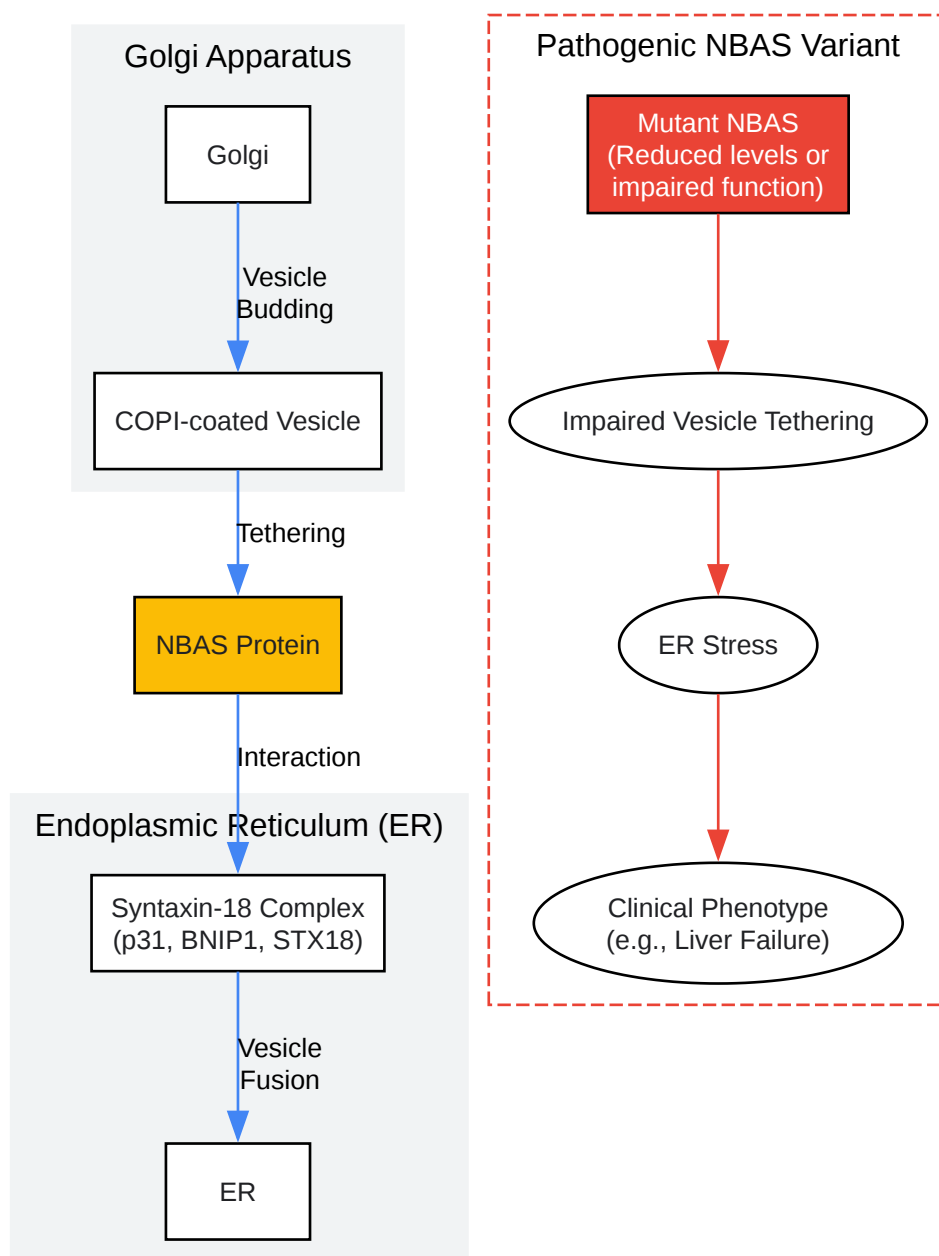 Golgi Apparatus
Golgi
Vesicle
Budding
COPI-coated Vesicle
Tethering
NBAS Protein
Interaction
Endoplasmic Reticulum (ER)
Syntaxin-18 Complex
(p31, BNIP1, STX18)
Vesicle
Fusion
ER
Pathogenic NBAS Variant
Mutant NBAS
(Reduced levels or
impaired function)
Impaired Vesicle Tethering
ER Stress
Clinical Phenotype
(e.g., Liver Failure)